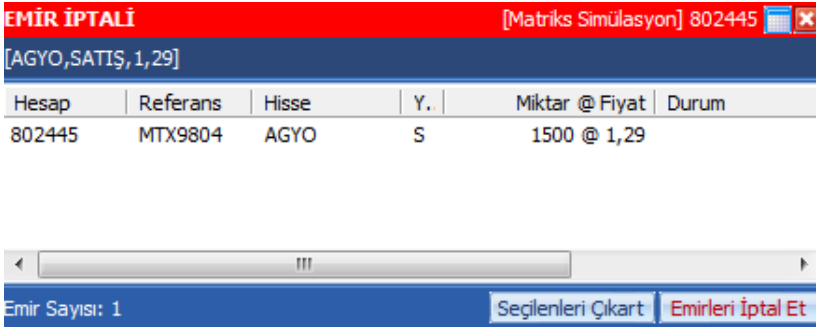 EMİR İPTALİ [Matriks Simülasyon] 802445
[AGYO,SATIŞ,1,29]
Hesap Referans Hisse Y.. Miktar @ Fiyat Durum
802445 MTX9804 AGYO S 1500 @ 1,29
Emir Sayısı: 1 Seçilenleri Çıkart Emirleri İptal Et